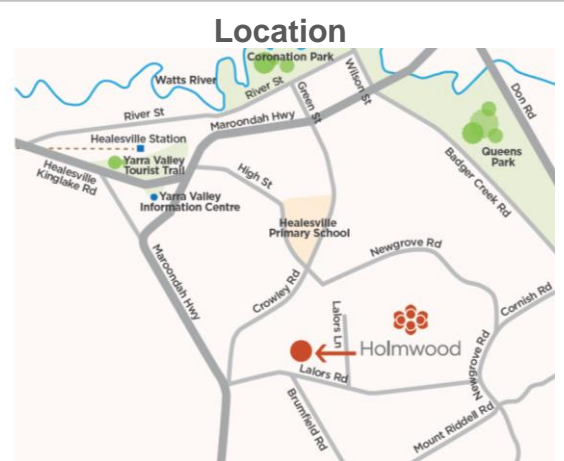 Location
Coronation Park
Watts River
River St
Wilson St
River St
Green St
Maroondah Hwy
Don Rd
Healesville Station
Yarra Valley
Tourist Trail
Healesville
Kinglake Rd
High St
Queens
Park
Badger Creek Rd
Yarra Valley
Information Centre
Healesville
Primary School
Newgrove Rd
Maroondah Hwy
Crowley Rd
Lalors Ln
Cornish Rd
Holmwood
Newgrove Rd
Lalors Rd
Brumfield Rd
Mount Riddell Rd